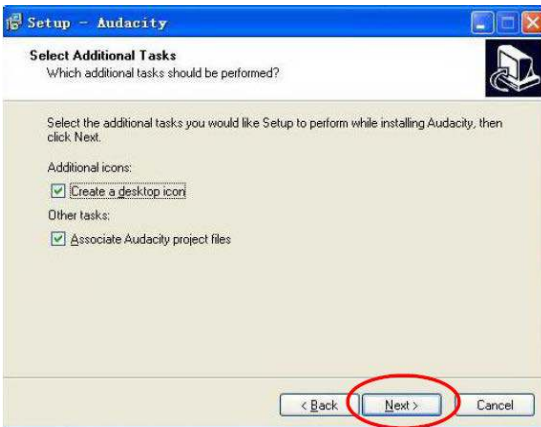 Setup - Audacity
Select Additional Tasks
Which additional tasks should be performed?
Select the additional tasks you would like Setup to perform while installing Audacity, then
click Next.
Additional icons:
Create a desktop icon
Other tasks:
Associate Audacity project files
< Back
Next >
Cancel